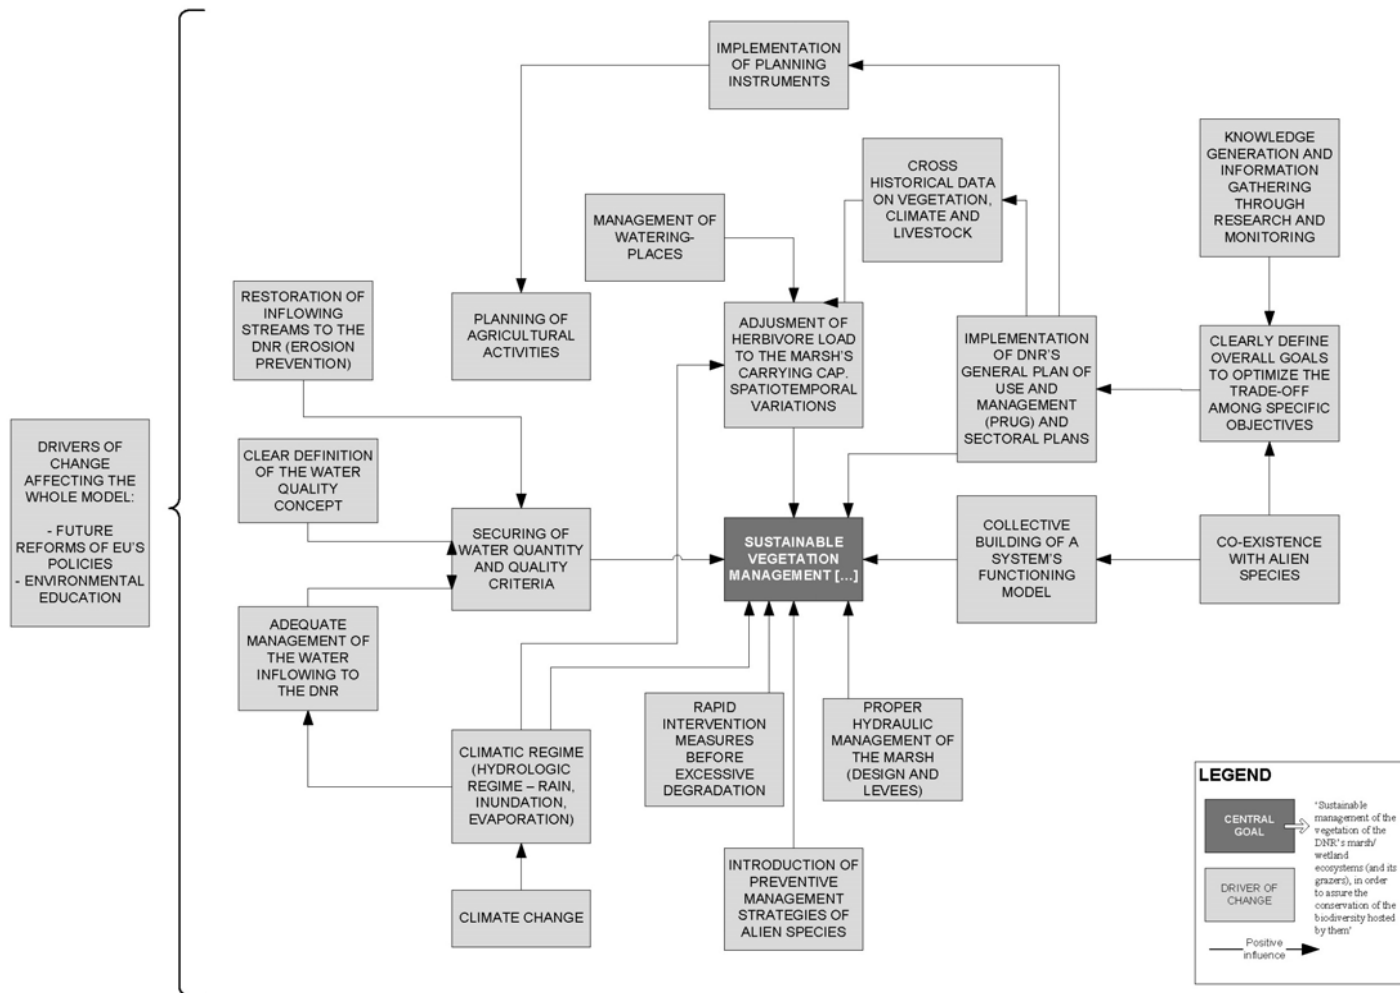 IMPLEMENTATION
OF PLANNING
INSTRUMENTS
KNOWLEDGE
GENERATION AND
INFORMATION
GATHERING
THROUGH
RESEARCH AND
MONITORING
CROSS
HISTORICAL DATA
ON VEGETATION,
CLIMATE AND
LIVESTOCK
MANAGEMENT OF
WATERING-
PLACES
RESTORATION OF
INFLOWING
STREAMS TO THE
DNR (EROSION
PREVENTION)
PLANNING OF
AGRICULTURAL
ACTIVITIES
ADJUSMENT OF
HERBIVORE LOAD
TO THE MARSH'S
CARRYING CAP.
SPATIOTEMPORAL
VARIATIONS
IMPLEMENTATION
OF DNR'S
GENERAL PLAN OF
USE AND
MANAGEMENT
(PRUG) AND
SECTORAL PLANS
CLEARLY DEFINE
OVERALL GOALS
TO OPTIMIZE THE
TRADE-OFF
AMONG SPECIFIC
OBJECTIVES
DRIVERS OF
CHANGE
AFFECTING THE
WHOLE MODEL:
- FUTURE
REFORMS OF EU'S
POLICIES
- ENVIRONMENTAL
EDUCATION
CLEAR DEFINITION
OF THE WATER
QUALITY
CONCEPT
SECURING OF
WATER QUANTITY
AND QUALITY
CRITERIA
SUSTAINABLE
VEGETATION
MANAGEMENT [...]
COLLECTIVE
BUILDING OF A
SYSTEM'S
FUNCTIONING
MODEL
CO-EXISTENCE
WITH ALIEN
SPECIES
ADEQUATE
MANAGEMENT OF
THE WATER
INFLOWING TO
THE DNR
CLIMATIC REGIME
(HYDROLOGIC
REGIME – RAIN,
INUNDATION,
EVAPORATION)
RAPID
INTERVENTION
MEASURES
BEFORE
EXCESSIVE
DEGRADATION
PROPER
HYDRAULIC
MANAGEMENT OF
THE MARSH
(DESIGN AND
LEVEES)
CLIMATE CHANGE
INTRODUCTION OF
PREVENTIVE
MANAGEMENT
STRATEGIES OF
ALIEN SPECIES
LEGEND
CENTRAL
GOAL
"Sustainable
management of the
vegetation of the
DNR's marsh/
wetland
ecosystems (and its
grazers), in order
to assure the
conservation of the
biodiversity hosted
by them"
DRIVER OF
CHANGE
Positive
influence